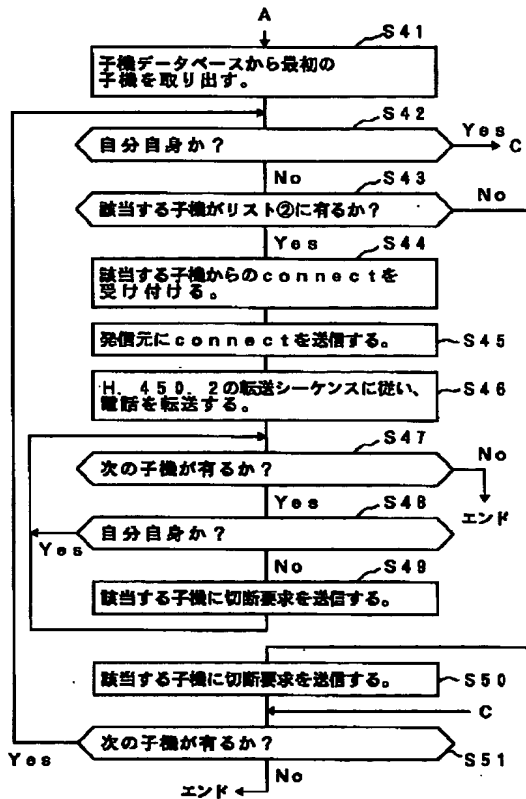 A
S41
子機データベースから最初の
子機を取り出す。
S42
自分自身か？
Yes
C
No
S43
該当する子機がリスト②に有るか？
No
Yes
S44
該当する子機からのconnectを
受け付ける。
発信元にconnectを送信する。
S45
H. 450. 2の転送シーケンスに従い、
電話を転送する。
S46
S47
次の子機が有るか？
No
エンド
Yes
S48
自分自身か？
Yes
No
S49
該当する子機に切断要求を送信する。
該当する子機に切断要求を送信する。
S50
C
次の子機が有るか？
Yes
S51
No
エンド